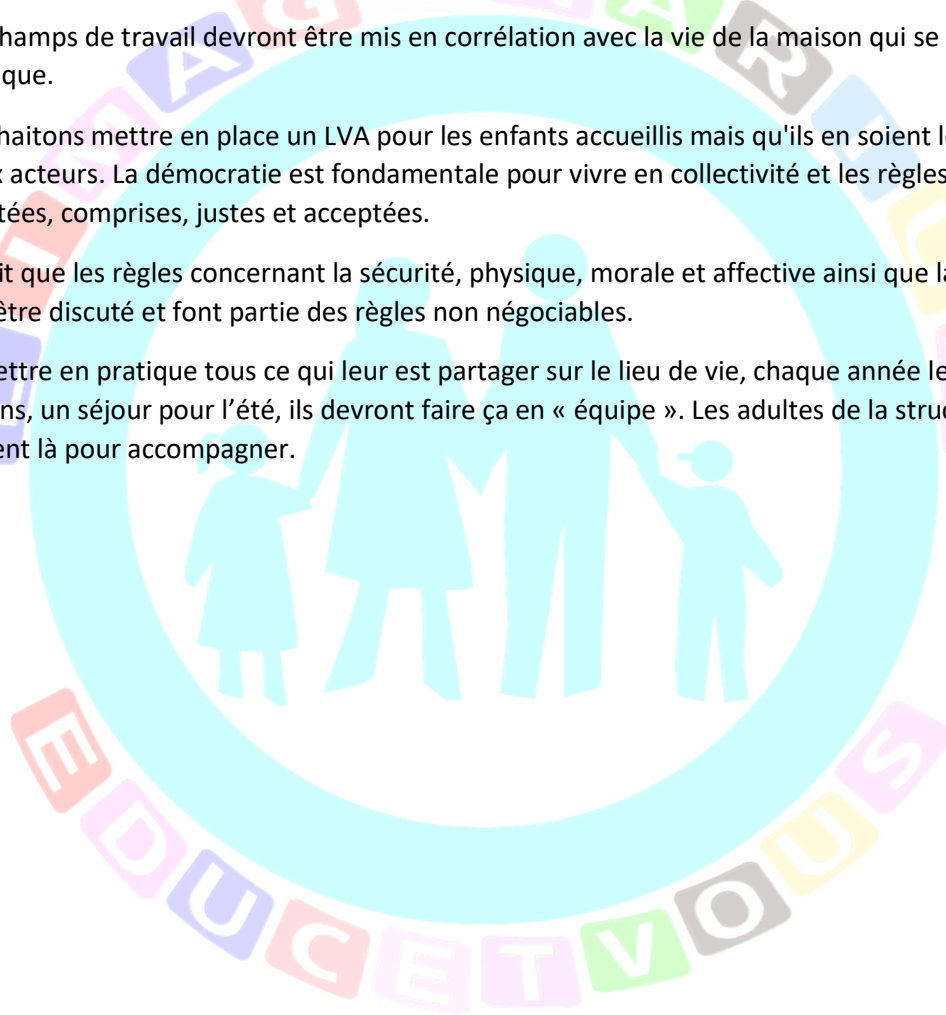 hamps de travail devront être mis en corrélation avec la vie de la maison qui se
que.
haitons mettre en place un LVA pour les enfants accueillis mais qu'ils en soient le
x acteurs. La démocratie est fondamentale pour vivre en collectivité et les règles
tées, comprises, justes et acceptées.
it que les règles concernant la sécurité, physique, morale et affective ainsi que la
être discuté et font partie des règles non négociables.
ettre en pratique tous ce qui leur est partager sur le lieu de vie, chaque année le
ns, un séjour pour l’été, ils devront faire ça en « équipe ». Les adultes de la struc
ent là pour accompagner.
EDUCETVOUS